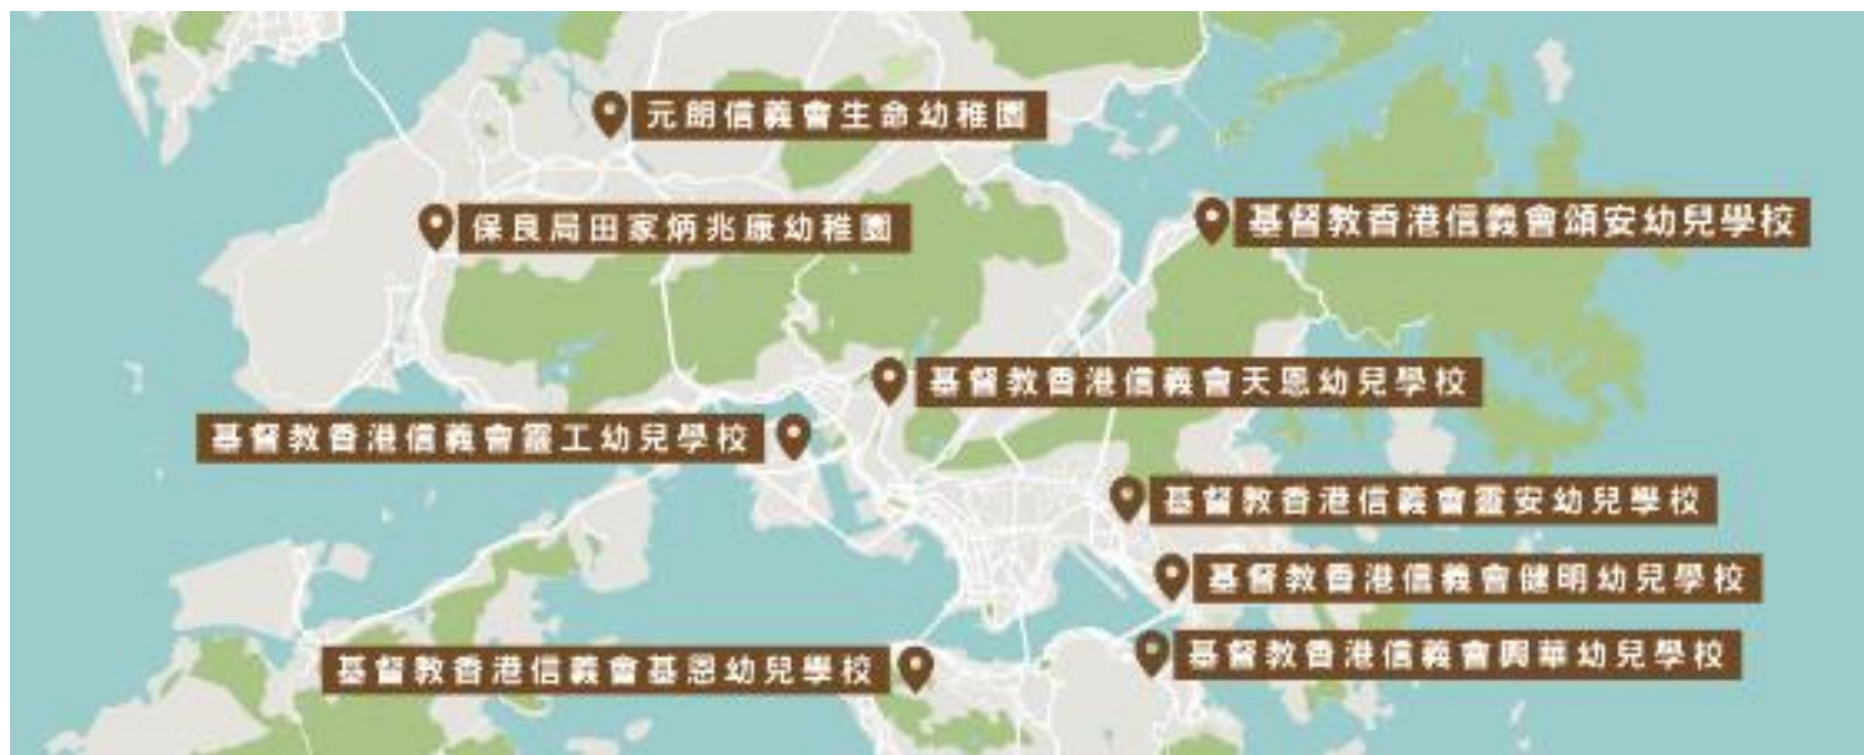 元朗信義會生命幼稚園
保良局田家炳兆康幼稚園
基督教香港信義會頌安幼兒學校
基督教香港信義會天恩幼兒學校
基督教香港信義會靈工幼兒學校
基督教香港信義會靈安幼兒學校
基督教香港信義會健明幼兒學校
基督教香港信義會興華幼兒學校
基督教香港信義會基恩幼兒學校